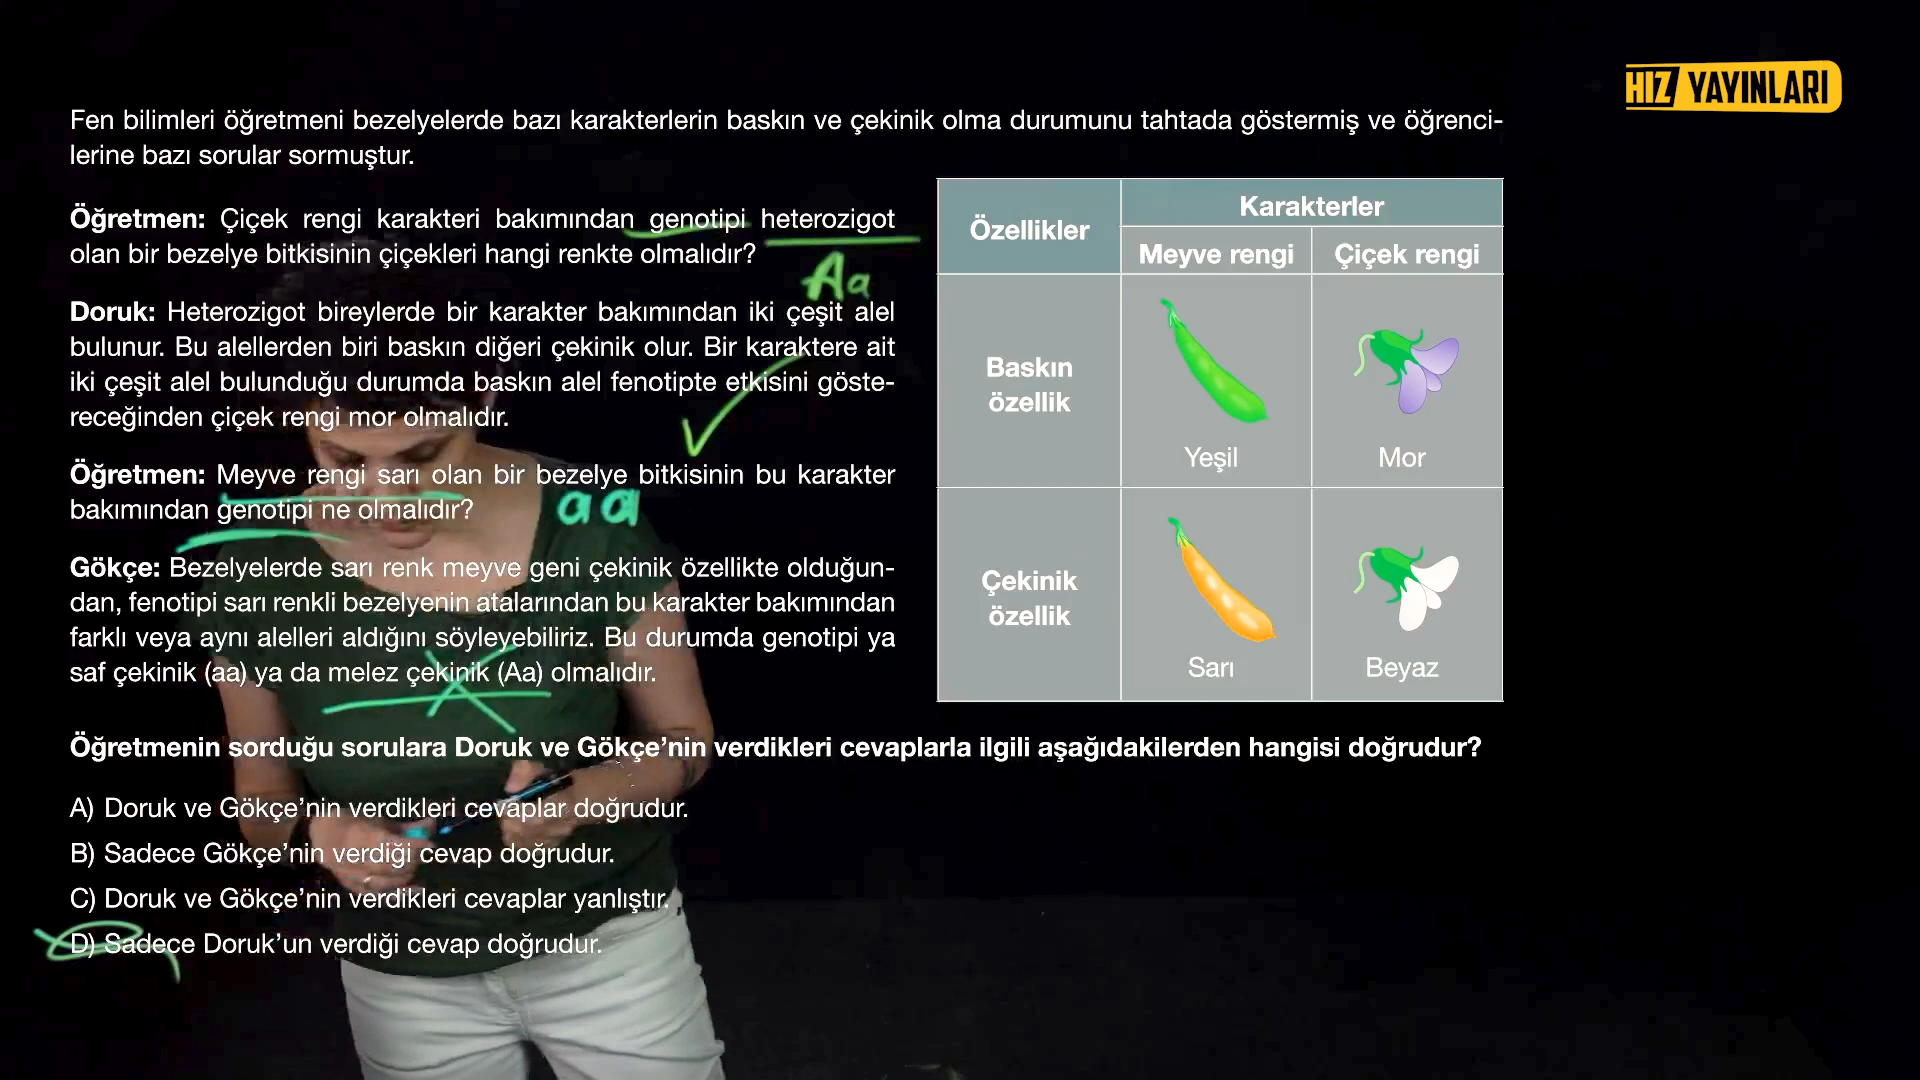 HIZ YAYINLARI
Fen bilimleri öğretmeni bezelyelerde bazı karakterlerin baskın ve çekinik olma durumunu tahtada göstermiş ve öğrenci-
lerine bazı sorular sormuştur.
Öğretmen: Çiçek rengi karakteri bakımından genotipi heterozigot
olan bir bezelye bitkisinin çiçekleri hangi renkte olmalıdır?
Aa
Doruk: Heterozigot bireylerde bir karakter bakımından iki çeşit alel
bulunur. Bu alellerden biri baskın diğeri çekinik olur. Bir karaktere ait
iki çeşit alel bulunduğu durumda baskın alel fenotipte etkisini göste-
receğinden çiçek rengi mor olmalıdır.
Öğretmen: Meyve rengi sarı olan bir bezelye bitkisinin bu karakter
bakımından genotipi ne olmalıdır?
aa
Gökçe: Bezelyelerde sarı renk meyve geni çekinik özellikte olduğun-
dan, fenotipi sarı renkli bezelyenin atalarından bu karakter bakımından
farklı veya aynı alelleri aldığını söyleyebiliriz. Bu durumda genotipi ya
saf çekinik (aa) ya da melez çekinik (Aa) olmalıdır.
Özellikler
Karakterler
Meyve rengi
Çiçek rengi
Baskın
özellik
Yeşil
Mor
Çekinik
özellik
Sarı
Beyaz
Öğretmenin sorduğu sorulara Doruk ve Gökçe’nin verdikleri cevaplarla ilgili aşağıdakilerden hangisi doğrudur?
A) Doruk ve Gökçe’nin verdikleri cevaplar doğrudur.
B) Sadece Gökçe’nin verdiği cevap doğrudur.
C) Doruk ve Gökçe’nin verdikleri cevaplar yanlıştır.
D) Sadece Doruk’un verdiği cevap doğrudur.